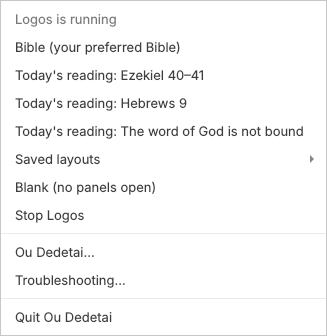 Logos is running
Bible (your preferred Bible)
Today's reading: Ezekiel 40–41
Today's reading: Hebrews 9
Today's reading: The word of God is not bound
Saved layouts
Blank (no panels open)
Stop Logos
Ou Dedetai...
Troubleshooting...
Quit Ou Dedetai